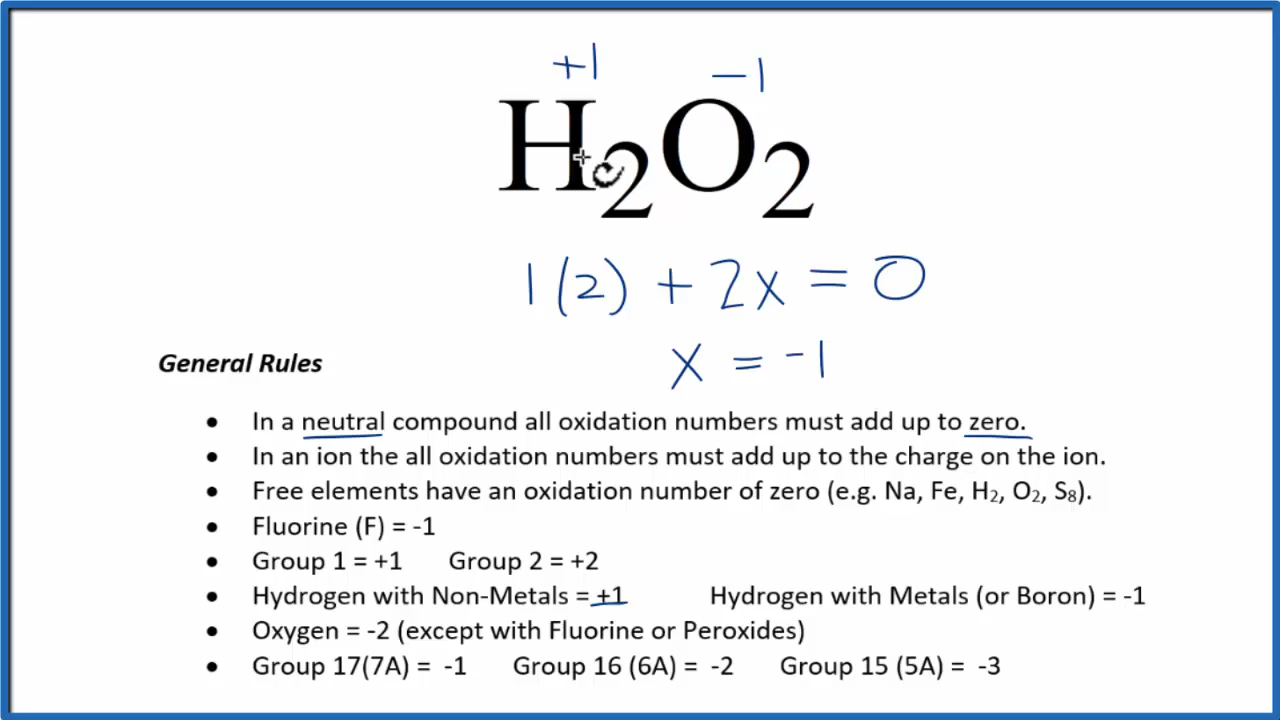 +1 -1
H₂O₂
1(2) + 2x = 0
x = -1
General Rules
• In a neutral compound all oxidation numbers must add up to zero.
• In an ion the all oxidation numbers must add up to the charge on the ion.
• Free elements have an oxidation number of zero (e.g. Na, Fe, H₂, O₂, S₈).
• Fluorine (F) = -1
• Group 1 = +1 Group 2 = +2
• Hydrogen with Non-Metals = +1 Hydrogen with Metals (or Boron) = -1
• Oxygen = -2 (except with Fluorine or Peroxides)
• Group 17(7A) = -1 Group 16 (6A) = -2 Group 15 (5A) = -3